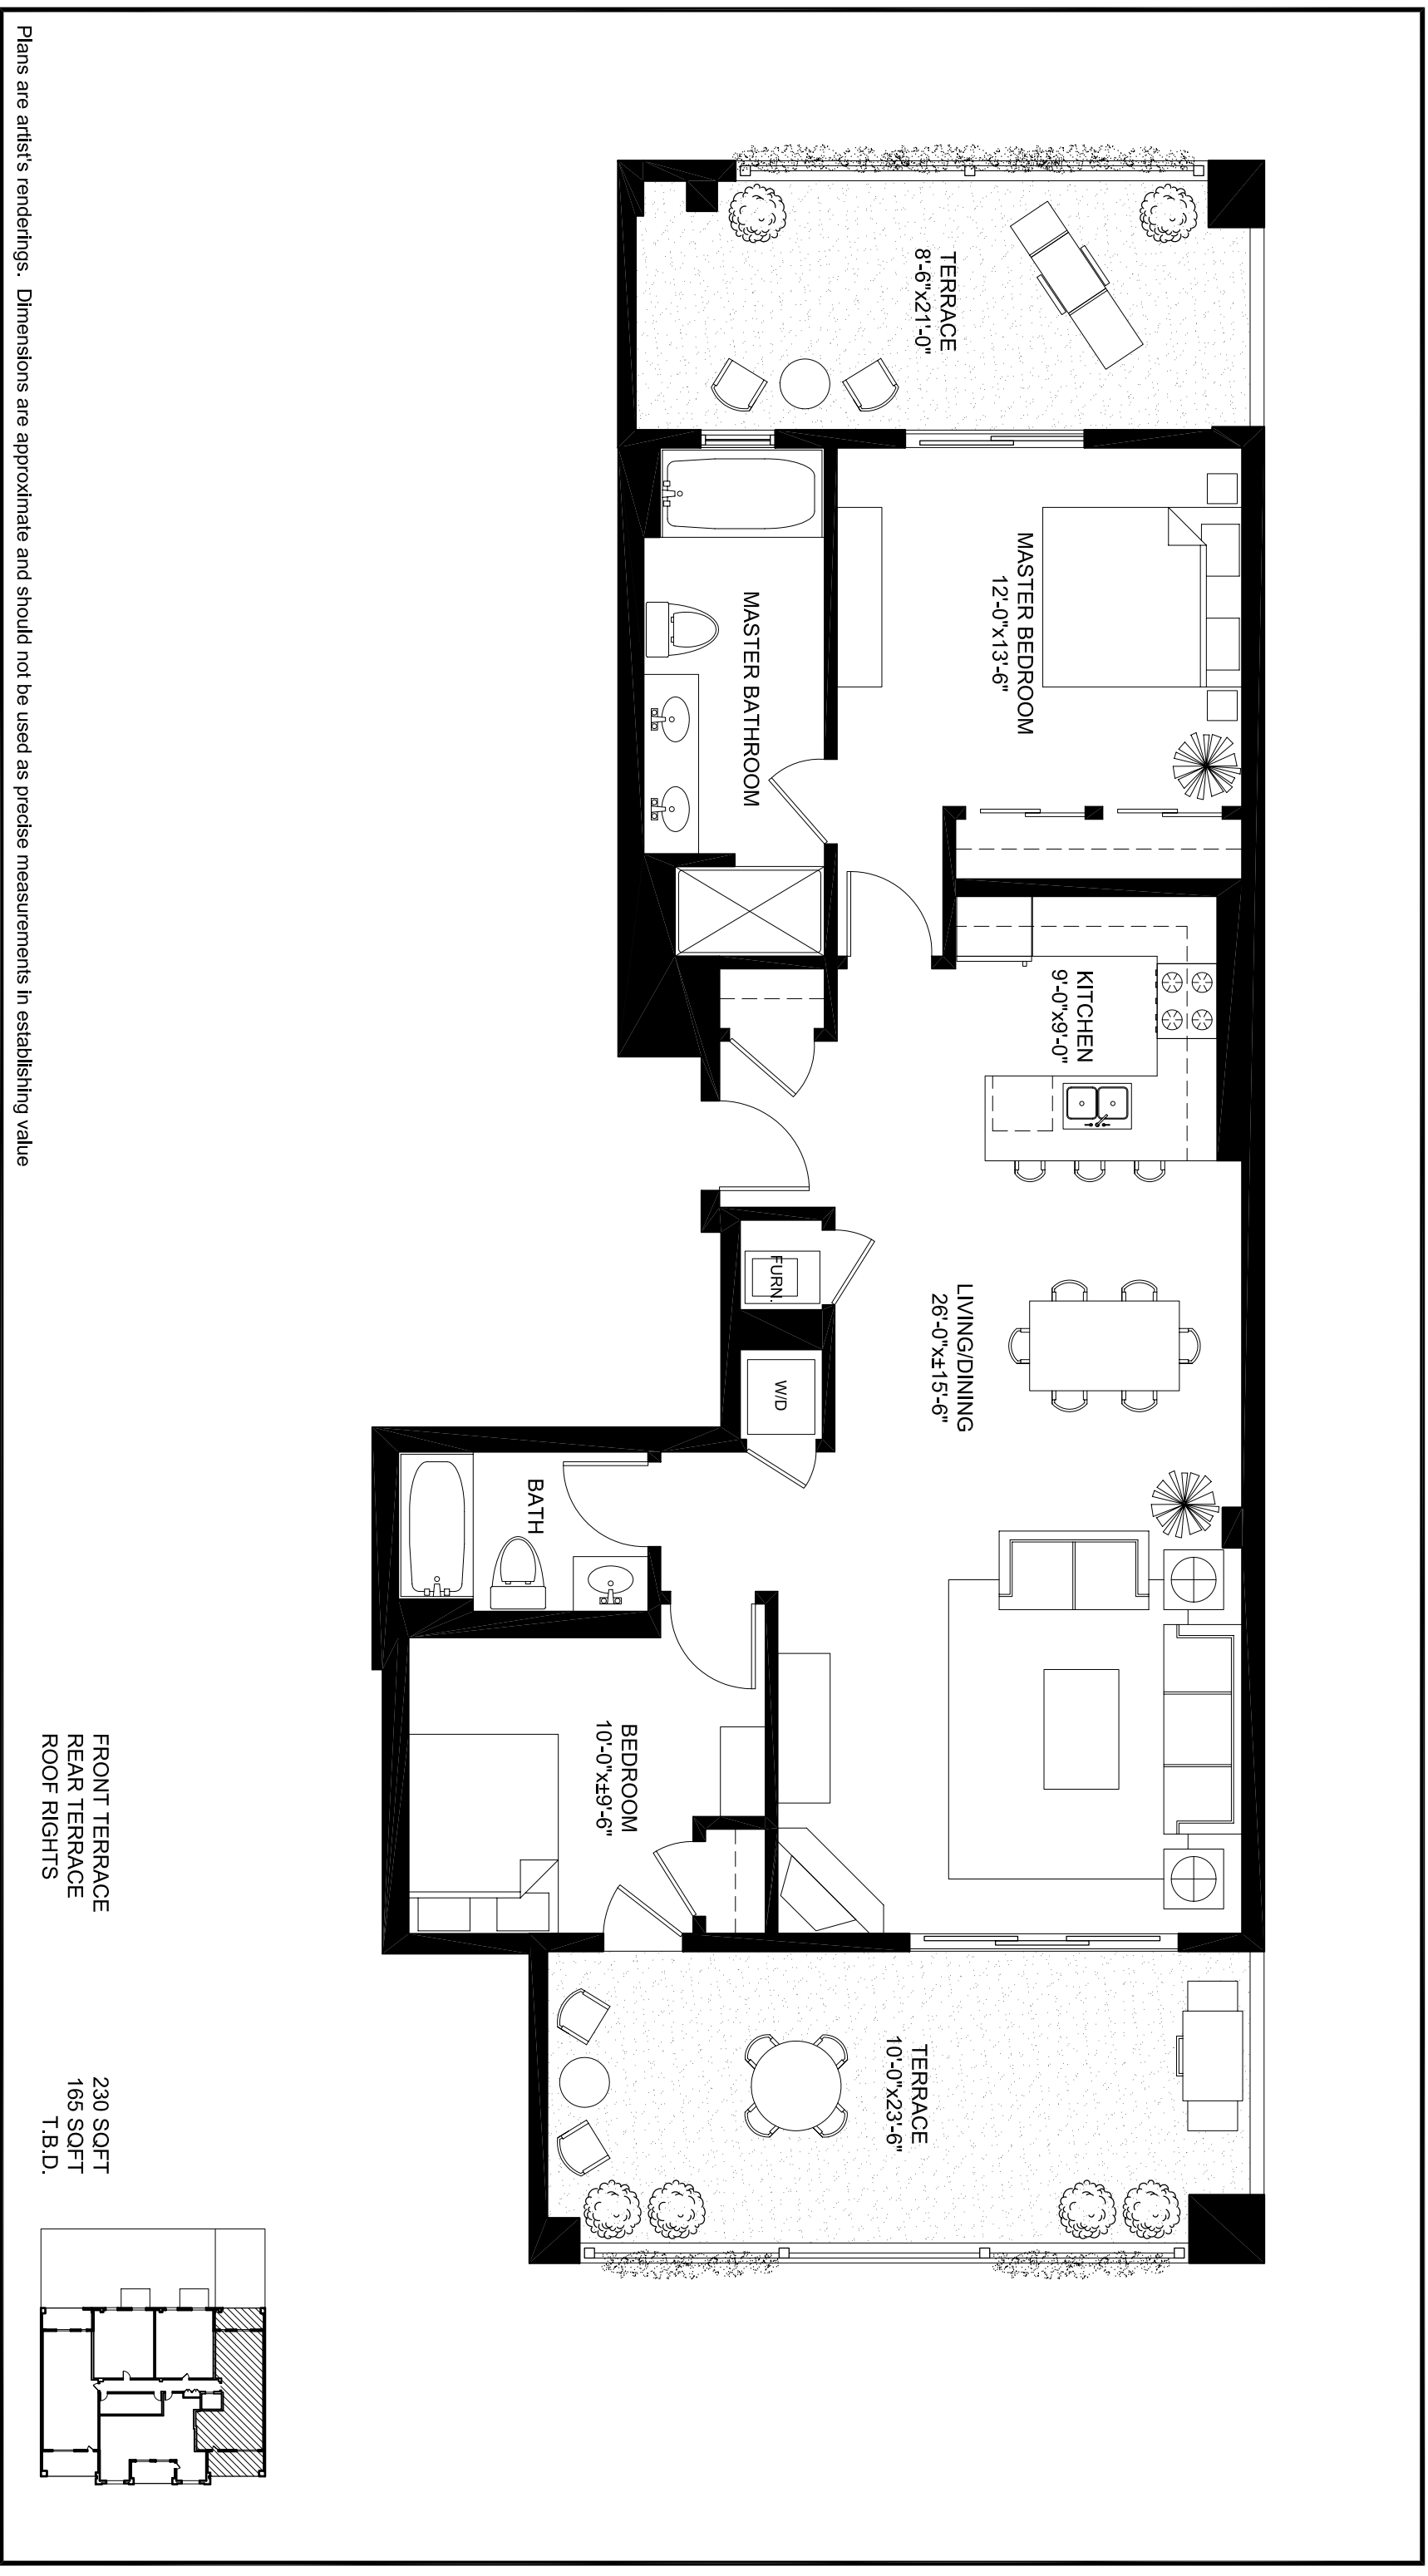 TERRACE
8'-6"x21'-0"
MASTER BEDROOM
12'-0"x13'-6"
MASTER BATHROOM
KITCHEN
9'-0"x9'-0"
FURN.
LIVING/DINING
26'-0"x±15'-6"
W/D
BATH
BEDROOM
10'-0"x±9'-6"
TERRACE
10'-0"x23'-6"
FRONT TERRACE 230 SQFT
REAR TERRACE 165 SQFT
ROOF RIGHTS T.B.D.
Plans are artist's renderings. Dimensions are approximate and should not be used as precise measurements in establishing value